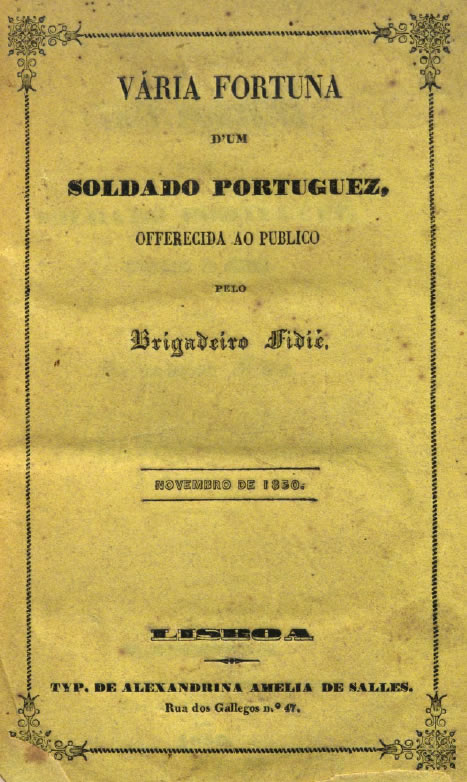 VÁRIA FORTUNA
D'UM
SOLDADO PORTUGUEZ,
OFFERECIDA AO PUBLICO
PELO
Brigadeiro Fidié.
NOVEMBRO DE 1850.
LISBOA
TYP. DE ALEXANDRINA AMELIA DE SALLES.
Rua dos Gallegos n.º 47.